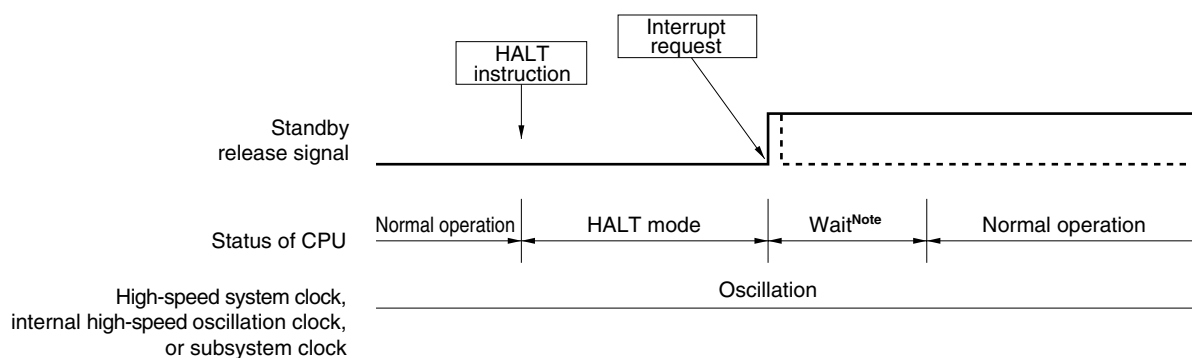 Interrupt
request
HALT
instruction
Standby
release signal
Status of CPU
Normal operation
HALT mode
WaitNote
Normal operation
High-speed system clock,
internal high-speed oscillation clock,
or subsystem clock
Oscillation